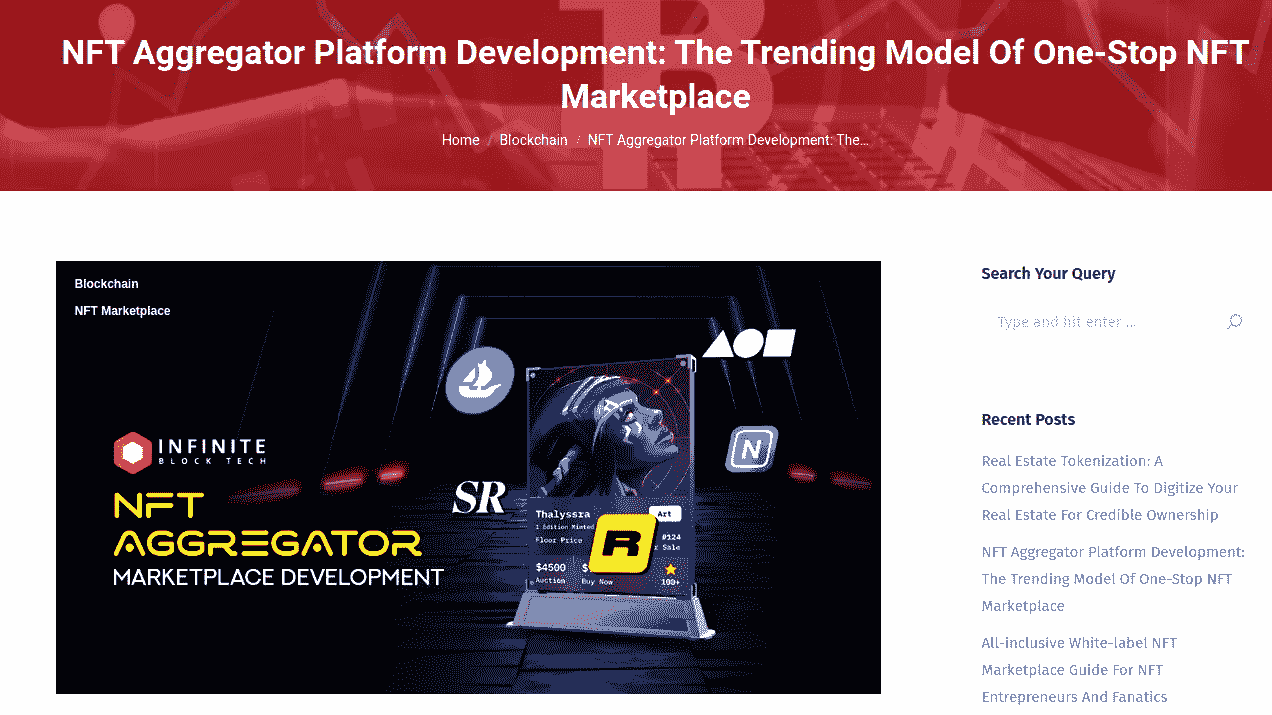 NFT Aggregator Platform Development: The Trending Model Of One-Stop NFT
Marketplace
Home / Blockchain / NFT Aggregator Platform Development: The...
Blockchain
NFT Marketplace
INFINITE
BLOCK TECH
NFT
AGGREGATOR
MARKETPLACE DEVELOPMENT
SR
N
Thalyssra
Art
1 Edition Minted
Floor Price
#124
r Sale
R
$4500
$
Auction
Buy Now
100+
Search Your Query
Type and hit enter ...
Recent Posts
Real Estate Tokenization: A
Comprehensive Guide To Digitize Your
Real Estate For Credible Ownership
NFT Aggregator Platform Development:
The Trending Model Of One-Stop NFT
Marketplace
All-inclusive White-label NFT
Marketplace Guide For NFT
Entrepreneurs And Fanatics